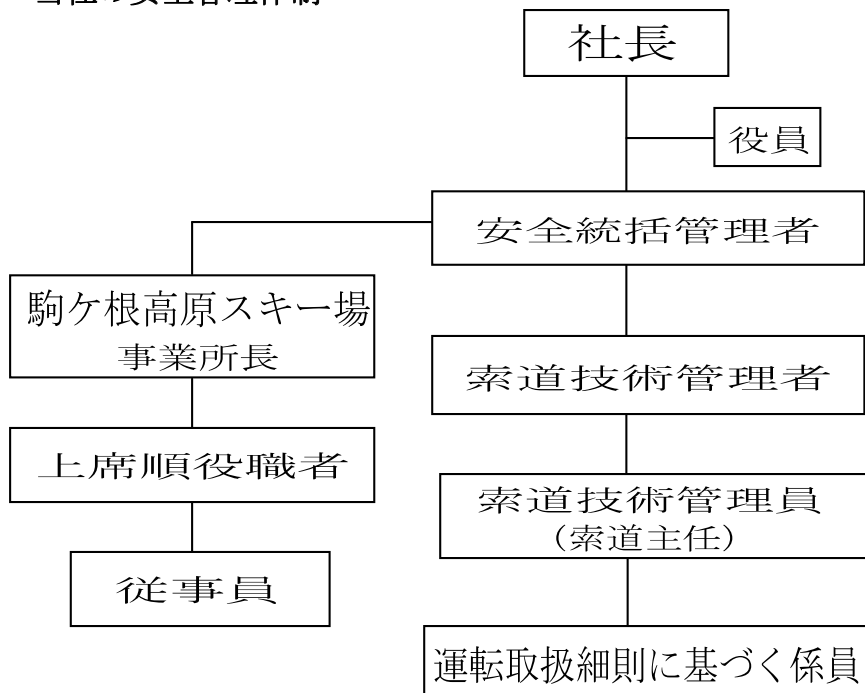 社長
役員
安全統括管理者
駒ケ根高原スキー場
事業所長
索道技術管理者
上席順役職者
索道技術管理員
（索道主任）
従事員
運転取扱細則に基づく係員